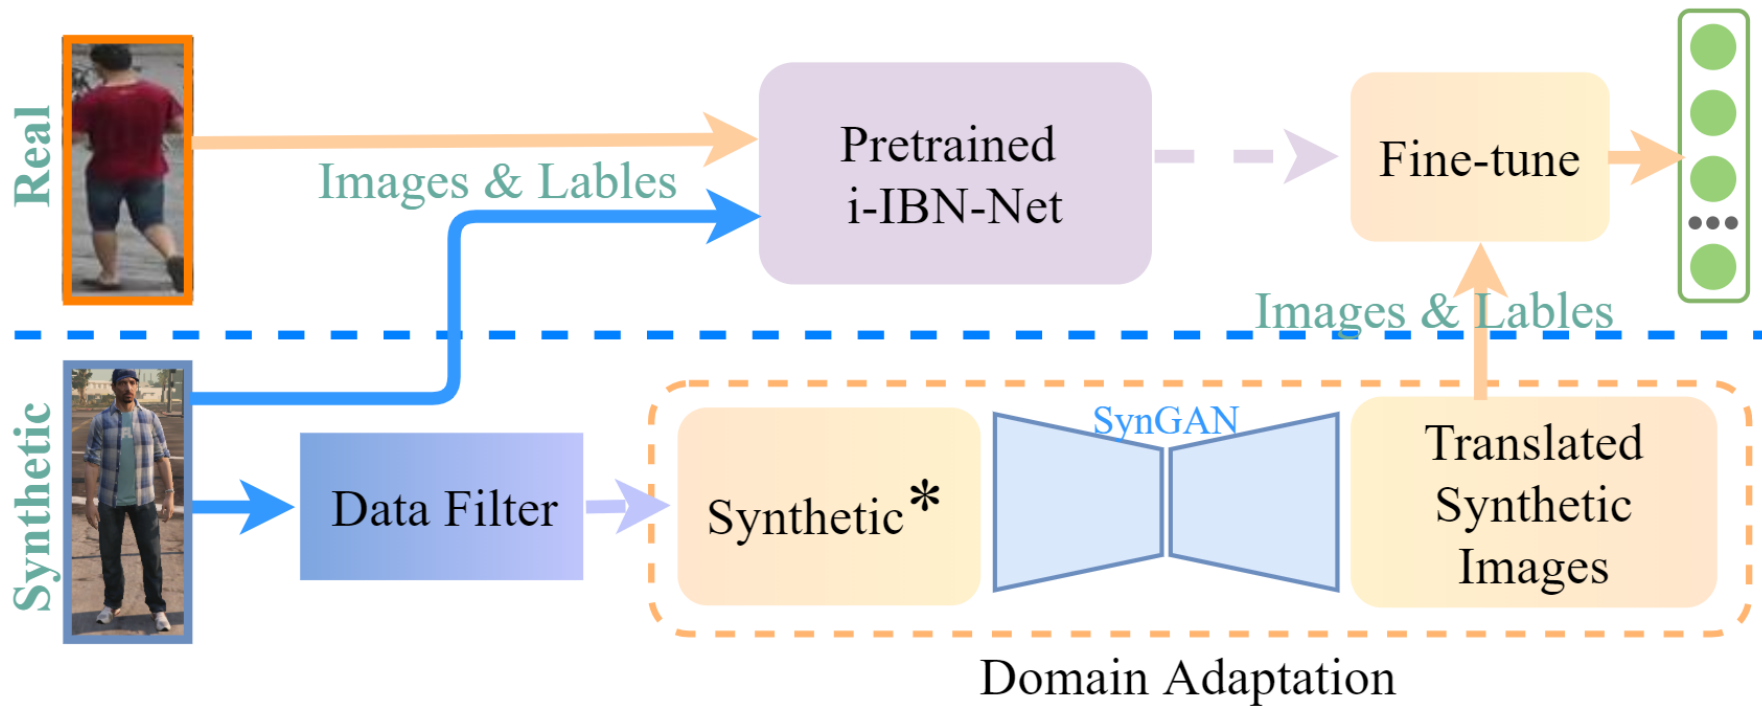 Real
Images & Lables
Pretrained
i-IBN-Net
Fine-tune
Images & Lables
Synthetic
Data Filter
Synthetic*
SynGAN
Translated
Synthetic
Images
Domain Adaptation